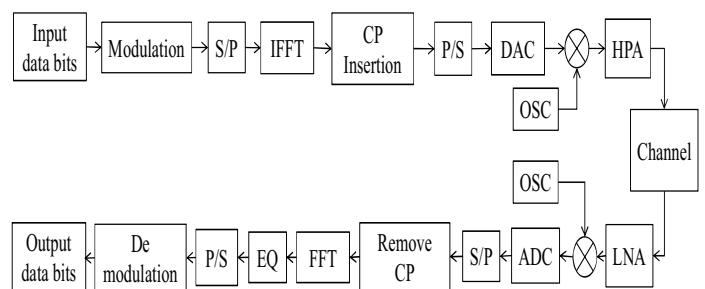 Input
data bits
Modulation
S/P
IFFT
CP
Insertion
P/S
DAC
HPA
OSC
Channel
OSC
Output
data bits
De
modulation
P/S
EQ
FFT
Remove
CP
S/P
ADC
LNA